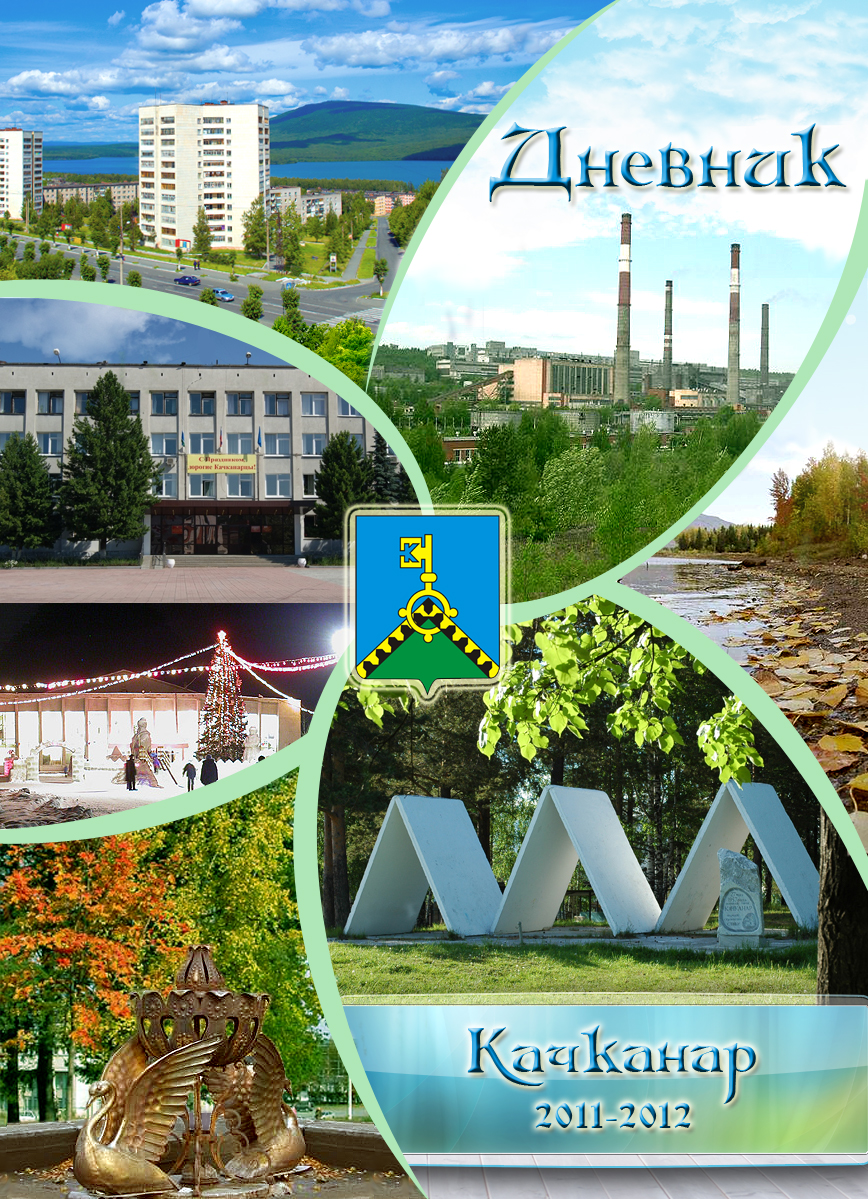 Дневник
С Праздником,
дорогие Качканарцы!
Качканар
2011-2012